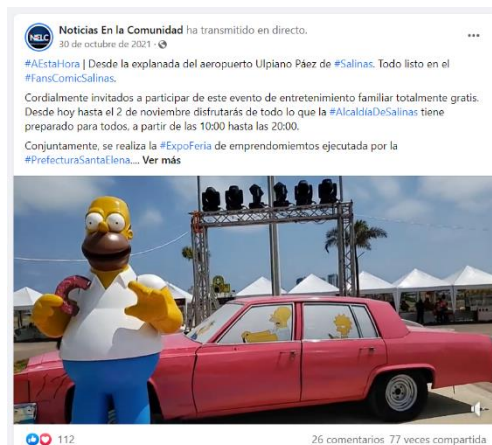 NELC
Noticias En la Comunidad ha transmitido en directo.
30 de octubre de 2021 ·
#AEstaHora | Desde la explanada del aeropuerto Ulpiano Páez de #Salinas. Todo listo en el
#FansComicSalinas.
Cordialmente invitados a participar de este evento de entretenimiento familiar totalmente gratis.
Desde hoy hasta el 2 de noviembre disfrutarás de todo lo que la #AlcaldíaDeSalinas tiene
preparado para todos, a partir de las 10:00 hasta las 20:00.
Conjuntamente, se realiza la #ExpoFeria de emprendomiemtos ejecutada por la
#PrefecturaSantaElena.... Ver más
112
26 comentarios 77 veces compartida